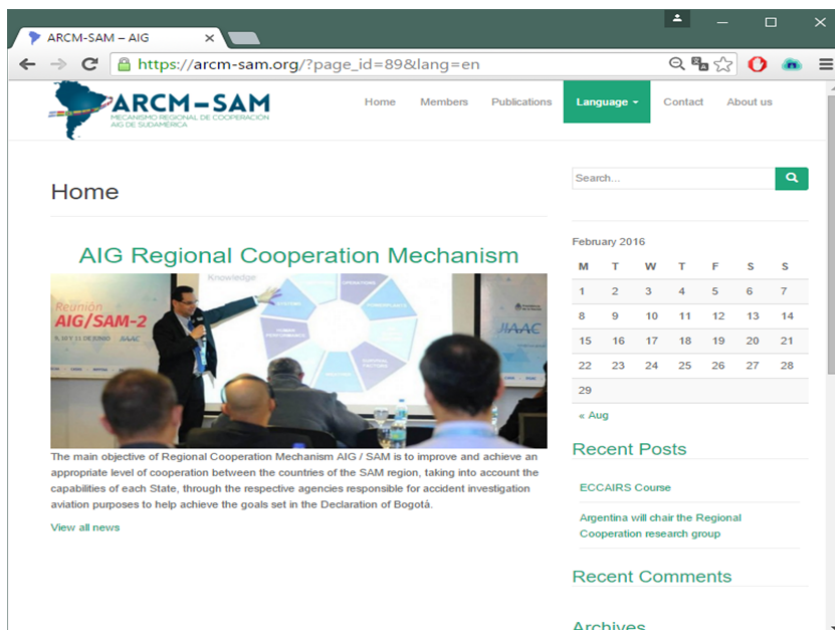 ARCM-SAM – AIG
https://arcm-sam.org/?page_id=89&lang=en
ARCM-SAM
MECANISMO REGIONAL DE COOPERACIÓN
AIG DE SUDAMÉRICA
Home Members Publications Language Contact About us
Home
Search...
AIG Regional Cooperation Mechanism
Knowledge
Reunión
AIG/SAM-2
JIAAC
JIAAC
The main objective of Regional Cooperation Mechanism AIG / SAM is to improve and achieve an
appropriate level of cooperation between the countries of the SAM region, taking into account the
capabilities of each State, through the respective agencies responsible for accident investigation
aviation purposes to help achieve the goals set in the Declaration of Bogotá.
View all news
February 2016
M T W T F S S
1 2 3 4 5 6 7
8 9 10 11 12 13 14
15 16 17 18 19 20 21
22 23 24 25 26 27 28
29
« Aug
Recent Posts
ECCAIRS Course
Argentina will chair the Regional
Cooperation research group
Recent Comments
Archives